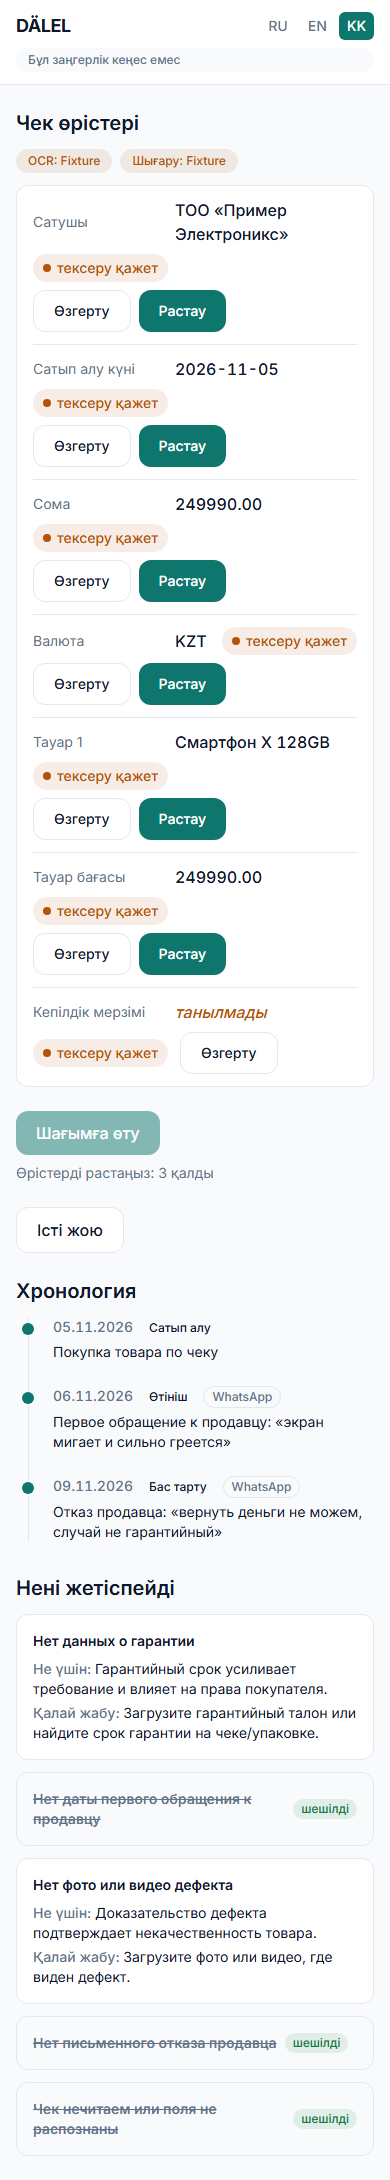 DÄLEL
RU EN KK
Бұл заңгерлік кеңес емес
Чек өрістері
OCR: Fixture Шығару: Fixture
Сатушы
ТОО «Пример
Электроникс»
тексеру қажет
Өзгерту Растау
Сатып алу күні 2026-11-05
тексеру қажет
Өзгерту Растау
Сома 249990.00
тексеру қажет
Өзгерту Растау
Валюта KZT тексеру қажет
Өзгерту Растау
Тауар 1 Смартфон X 128GB
тексеру қажет
Өзгерту Растау
Тауар бағасы 249990.00
тексеру қажет
Өзгерту Растау
Кепілдік мерзімі танылмады
тексеру қажет Өзгерту
Шағымға өту
Өрістерді растаңыз: 3 қалды
Істі жою
Хронология
05.11.2026 Сатып алу
Покупка товара по чеку
06.11.2026 Өтініш WhatsApp
Первое обращение к продавцу: «экран
мигает и сильно греется»
09.11.2026 Бас тарту WhatsApp
Отказ продавца: «вернуть деньги не можем,
случай не гарантийный»
Нені жетіспейді
Нет данных о гарантии
Не үшін: Гарантийный срок усиливает
требование и влияет на права покупателя.
Қалай жабу: Загрузите гарантийный талон или
найдите срок гарантии на чеке/упаковке.
Нет даты первого обращения к
продавцу
шешілді
Нет фото или видео дефекта
Не үшін: Доказательство дефекта
подтверждает некачественность товара.
Қалай жабу: Загрузите фото или видео, где
виден дефект.
Нет письменного отказа продавца шешілді
Чек нечитаем или поля не
распознаны
шешілді